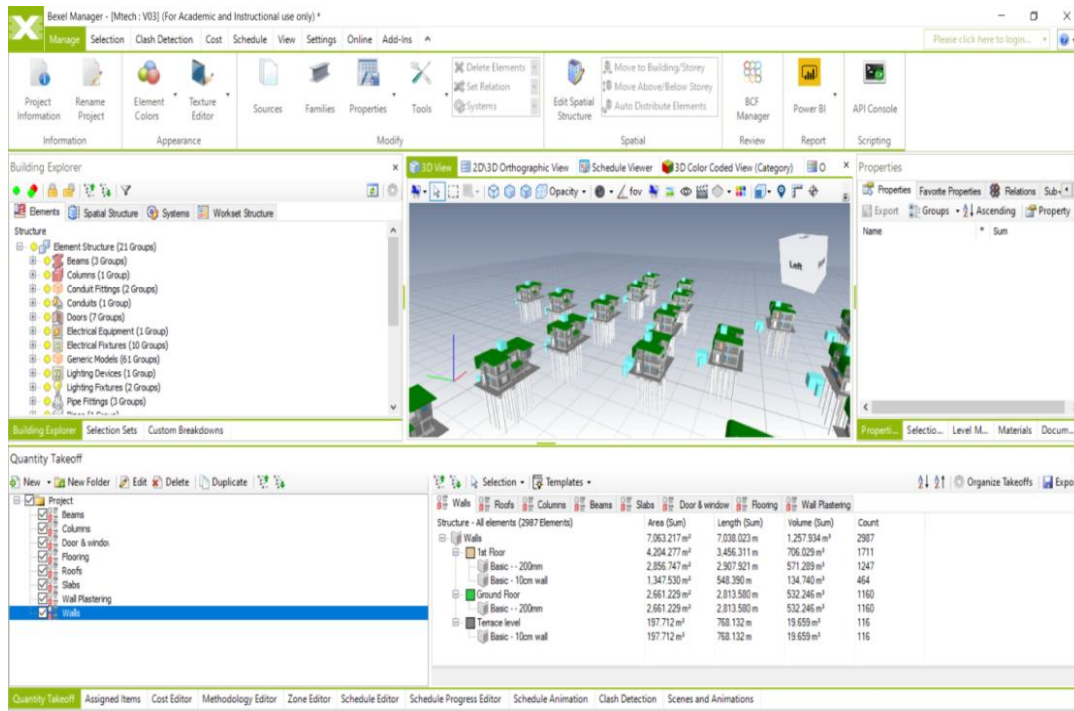 Bexel Manager - [Mtech : V03] (For Academic and Instructional use only) *
Manage Selection Clash Detection Cost Schedule View Settings Online Add-Ins
Please click here to login...
Project Information
Rename Project
Element Colors
Texture Editor
Sources
Families
Properties
Tools
Delete Elements
Set Relation
Systems
Edit Spatial Structure
Move to Building/Storey
Move Above/Below Storey
Auto Distribute Elements
BCF Manager
Power BI
API Console
Information Appearance Modify Spatial Review Report Scripting
Building Explorer
Elements Spatial Structure Systems Workset Structure
Structure
Element Structure (21 Groups)
Beams (3 Groups)
Columns (1 Group)
Conduit Fittings (2 Groups)
Conduits (1 Group)
Doors (7 Groups)
Electrical Equipment (1 Group)
Electrical Fixtures (10 Groups)
Generic Models (61 Groups)
Lighting Devices (1 Group)
Lighting Fixtures (2 Groups)
Pipe Fittings (3 Groups)
Building Explorer Selection Sets Custom Breakdowns
3D View 2D\3D Orthographic View Schedule Viewer 3D Color Coded View (Category) O
Opacity fov
Left
Properties
Properties Favorite Properties Relations Sub
Export Groups Ascending Property
Name * Sum
Properti... Selectio... Level M... Materials Docum...
Quantity Takeoff
New New Folder Edit Delete Duplicate
Project
Beams
Columns
Door & window
Flooring
Roofs
Slabs
Wall Plastering
Walls
Selection Templates Organize Takeoffs Expo
Walls Roofs Columns Beams Slabs Door & window Flooring Wall Plastering
Structure - All elements (2987 Elements) Area (Sum) Length (Sum) Volume (Sum) Count
Walls 7,063.217 m² 7,038.023 m 1,257.934 m³ 2987
1st Floor 4,204.277 m² 3,456.311 m 706.029 m³ 1711
Basic - - 200mm 2,856.747 m² 2,907.921 m 571.289 m³ 1247
Basic - 10cm wall 1,347.530 m² 548.390 m 134.740 m³ 464
Ground Floor 2,661.229 m² 2,813.580 m 532.246 m³ 1160
Basic - - 200mm 2,661.229 m² 2,813.580 m 532.246 m³ 1160
Terrace level 197.712 m² 768.132 m 19.659 m³ 116
Basic - 10cm wall 197.712 m² 768.132 m 19.659 m³ 116
Quantity Takeoff Assigned Items Cost Editor Methodology Editor Zone Editor Schedule Editor Schedule Progress Editor Schedule Animation Clash Detection Scenes and Animations